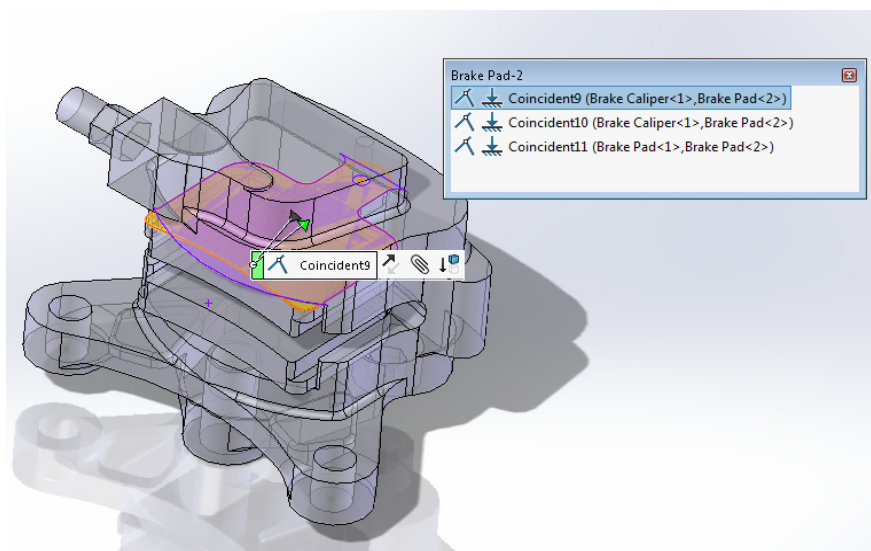 Brake Pad-2
Coincident9 (Brake Caliper<1>,Brake Pad<2>)
Coincident10 (Brake Caliper<1>,Brake Pad<2>)
Coincident11 (Brake Pad<1>,Brake Pad<2>)
Coincident9